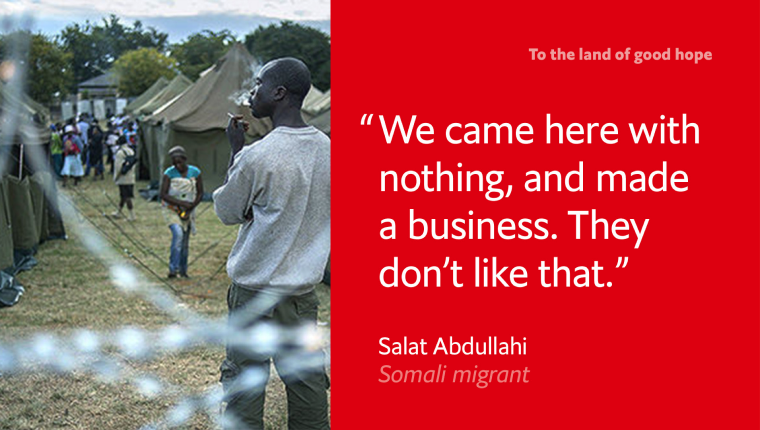 To the land of good hope
“We came here with
nothing, and made
a business. They
don’t like that.”
Salat Abdullahi
Somali migrant